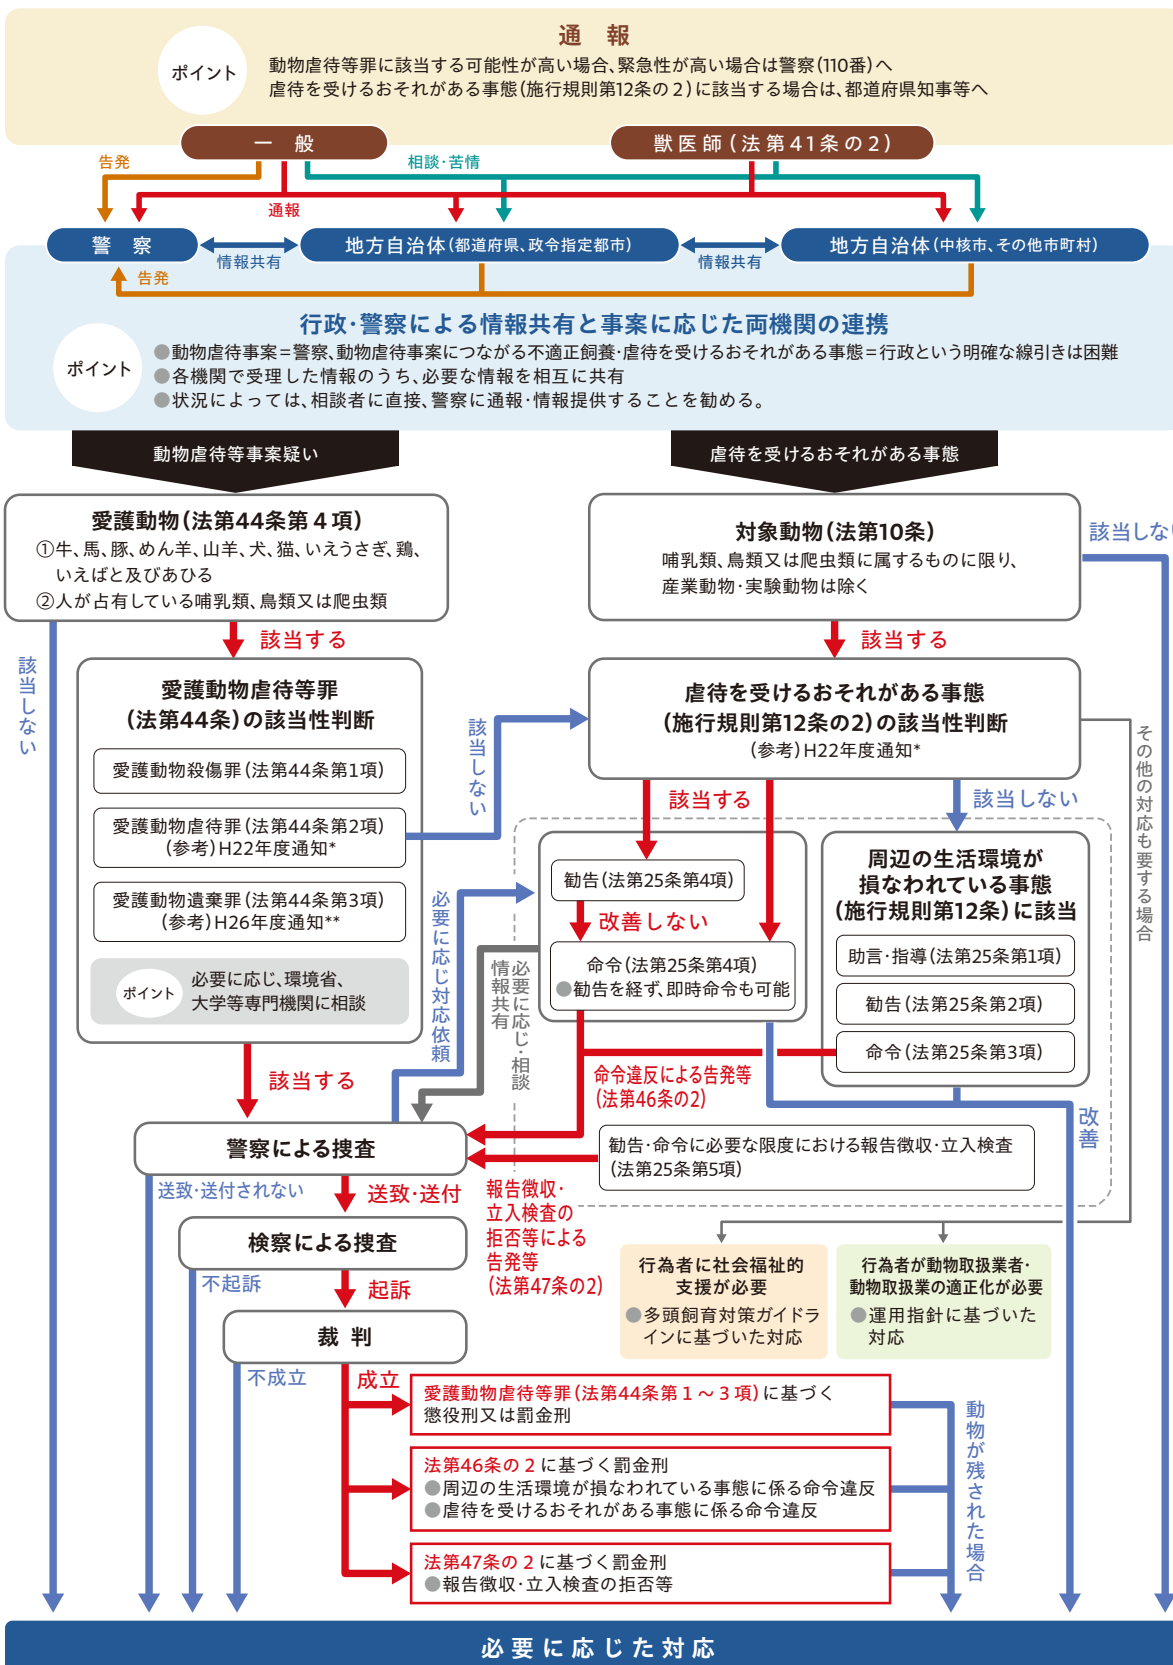 通 報
ポイント
動物虐待等罪に該当する可能性が高い場合、緊急性が高い場合は警察(110番)へ
虐待を受けるおそれがある事態(施行規則第12条の2)に該当する場合は、都道府県知事等へ
一 般
獣医師(法第41条の2)
告発
相談・苦情
通報
警 察
情報共有
地方自治体(都道府県、政令指定都市)
情報共有
地方自治体(中核市、その他市町村)
告発
行政・警察による情報共有と事案に応じた両機関の連携
ポイント
●動物虐待事案=警察、動物虐待事案につながる不適正飼養・虐待を受けるおそれがある事態=行政という明確な線引きは困難
●各機関で受理した情報のうち、必要な情報を相互に共有
●状況によっては、相談者に直接、警察に通報・情報提供することを勧める。
動物虐待等事案疑い
虐待を受けるおそれがある事態
愛護動物(法第44条第4項)
①牛、馬、豚、めん羊、山羊、犬、猫、いえうさぎ、鶏、
いえばと及びあひる
②人が占有している哺乳類、鳥類又は爬虫類
対象動物(法第10条)
哺乳類、鳥類又は爬虫類に属するものに限り、
産業動物・実験動物は除く
該当しない
該当する
該当する
該当しない
愛護動物虐待等罪
(法第44条)の該当性判断
愛護動物殺傷罪(法第44条第1項)
愛護動物虐待罪(法第44条第2項)
(参考)H22年度通知*
愛護動物遺棄罪(法第44条第3項)
(参考)H26年度通知**
ポイント
必要に応じ、環境省、
大学等専門機関に相談
該当しない
虐待を受けるおそれがある事態
(施行規則第12条の2)の該当性判断
(参考)H22年度通知*
その他の対応も要する場合
該当する
該当しない
勧告(法第25条第4項)
改善しない
命令(法第25条第4項)
●勧告を経ず、即時命令も可能
周辺の生活環境が
損なわれている事態
(施行規則第12条)に該当
助言・指導(法第25条第1項)
勧告(法第25条第2項)
命令(法第25条第3項)
必要に応じ対応依頼
必要に応じ・相談
情報共有
該当する
命令違反による告発等
(法第46条の2)
改善
警察による捜査
勧告・命令に必要な限度における報告徴収・立入検査
(法第25条第5項)
送致・送付されない
送致・送付
報告徴収・
立入検査の
拒否等による
告発等
(法第47条の2)
検察による捜査
不起訴
起訴
行為者に社会福祉的
支援が必要
●多頭飼育対策ガイドラ
インに基づいた対応
行為者が動物取扱業者・
動物取扱業の適正化が必要
●運用指針に基づいた
対応
裁 判
不成立
成立
愛護動物虐待等罪(法第44条第1~3項)に基づく
懲役刑又は罰金刑
法第46条の2に基づく罰金刑
●周辺の生活環境が損なわれている事態に係る命令違反
●虐待を受けるおそれがある事態に係る命令違反
法第47条の2に基づく罰金刑
●報告徴収・立入検査の拒否等
動物が残された場合
必要に応じた対応